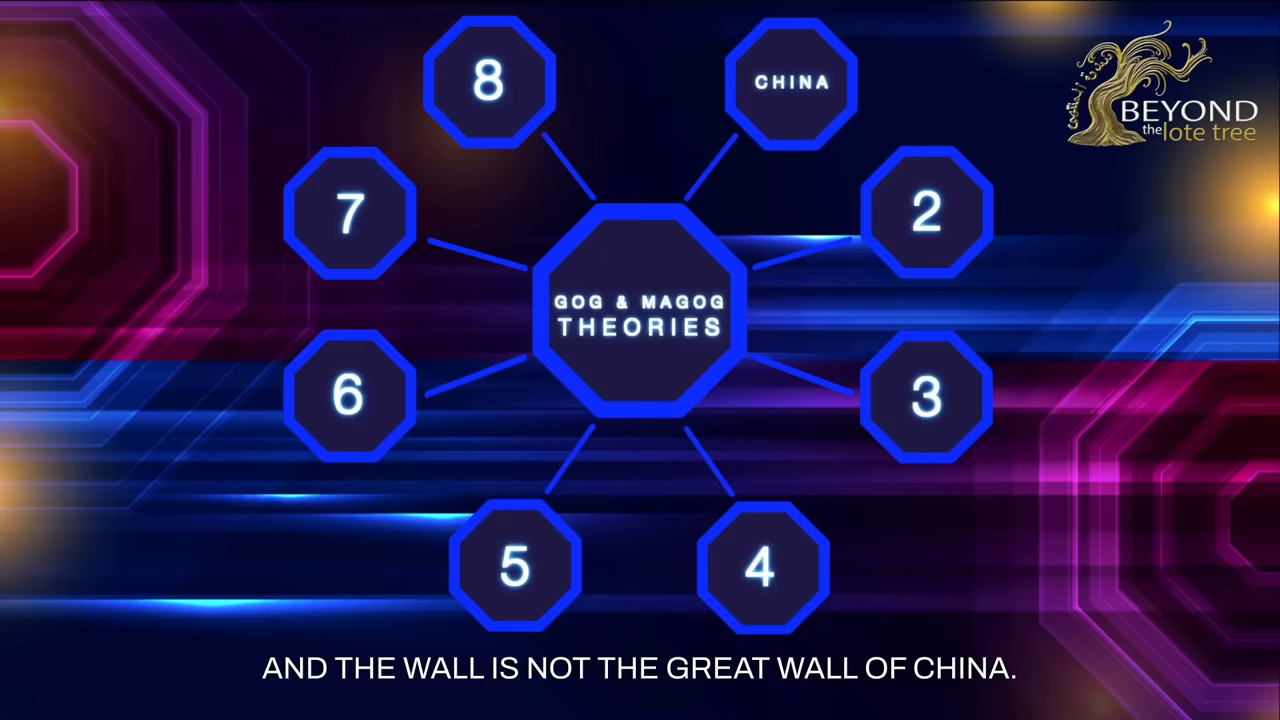 8
CHINA
BEYOND
the lote tree
7
2
GOG & MAGOG
THEORIES
6
3
5
4
AND THE WALL IS NOT THE GREAT WALL OF CHINA.